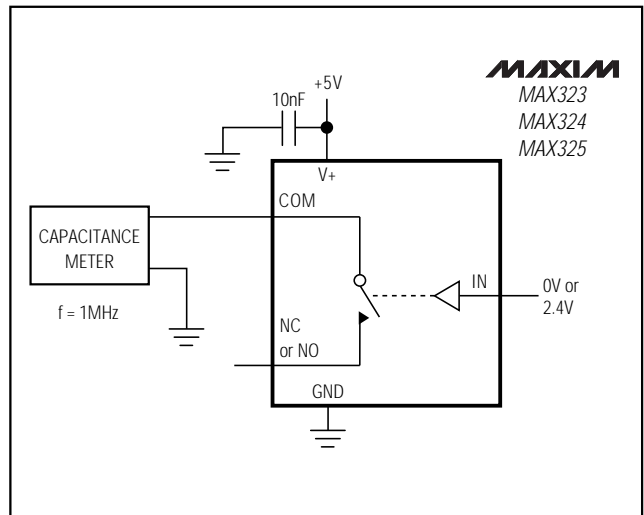 MAXIM
MAX323
MAX324
MAX325
+5V
10nF
V+
COM
CAPACITANCE
METER
f = 1MHz
IN
0V or
2.4V
NC
or NO
GND